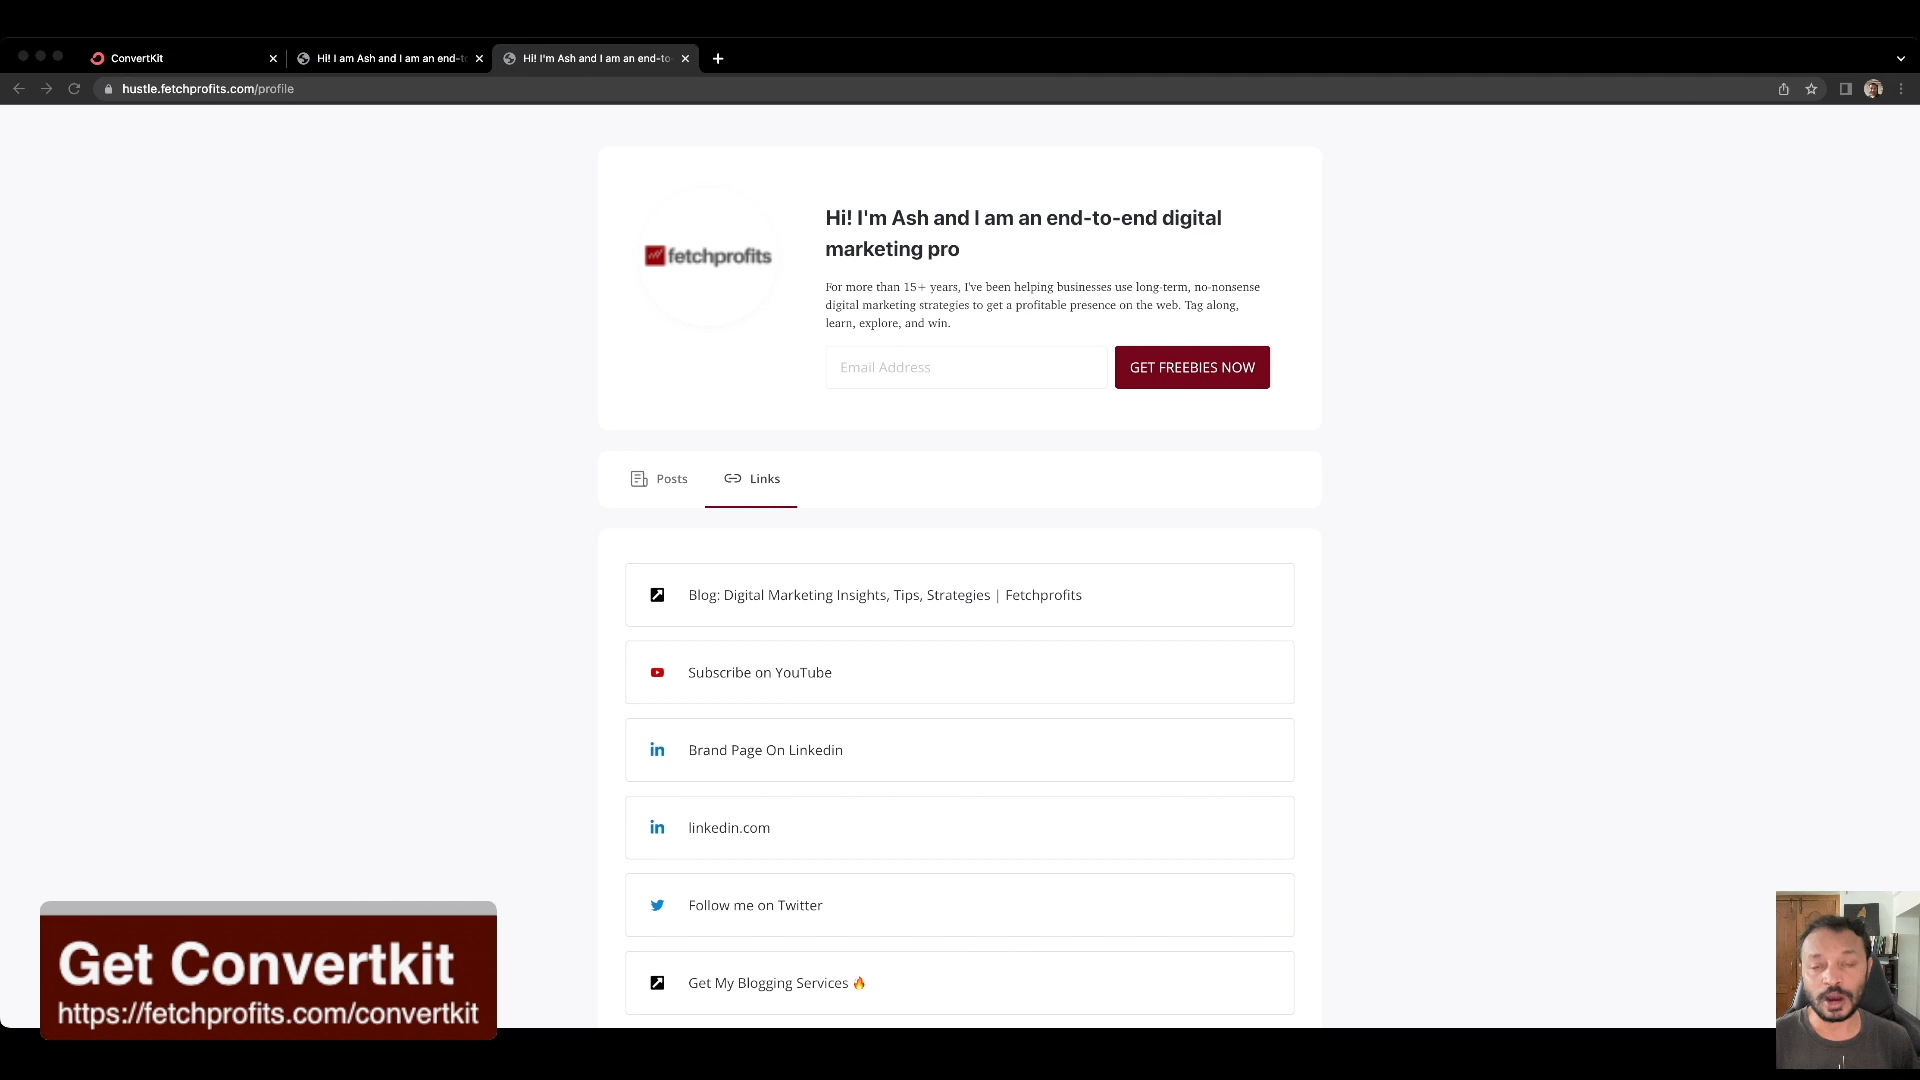 ConvertKit
Hi! I am Ash and I am an end-t
Hi! I'm Ash and I am an end-to-
hustle.fetchprofits.com/profile
fetchprofits
Hi! I'm Ash and I am an end-to-end digital
marketing pro
For more than 15+ years, I've been helping businesses use long-term, no-nonsense
digital marketing strategies to get a profitable presence on the web. Tag along,
learn, explore, and win.
Email Address
GET FREEBIES NOW
Posts
Links
Blog: Digital Marketing Insights, Tips, Strategies | Fetchprofits
Subscribe on YouTube
in Brand Page On Linkedin
in linkedin.com
Follow me on Twitter
Get My Blogging Services 🔥
Get Convertkit
https://fetchprofits.com/convertkit